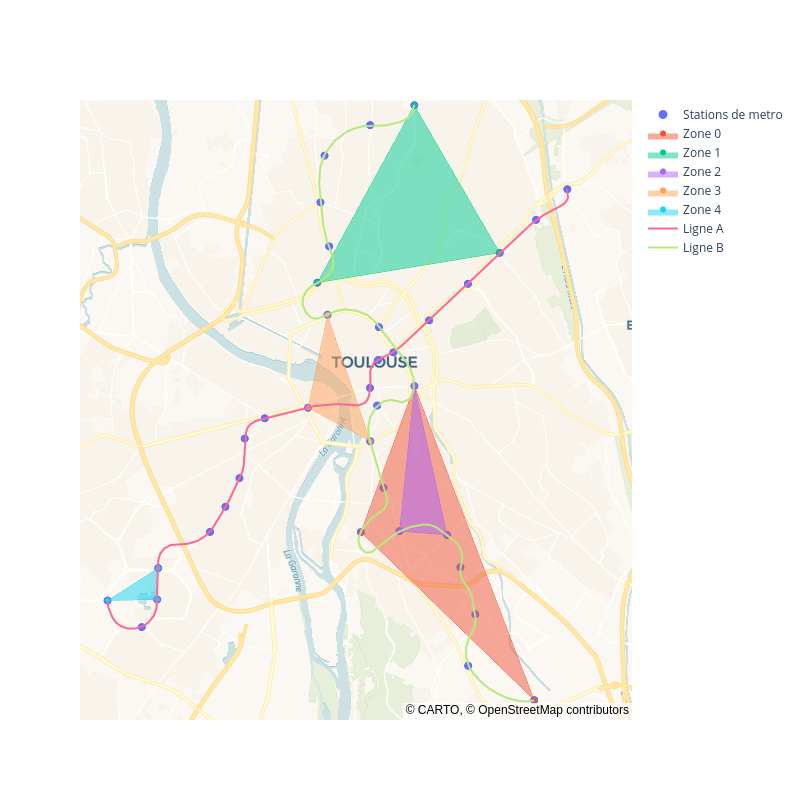 Stations de metro
Zone 0
Zone 1
Zone 2
Zone 3
Zone 4
Ligne A
Ligne B
TOULOUSE
La Garonne
La Garonne
© CARTO, © OpenStreetMap contributors